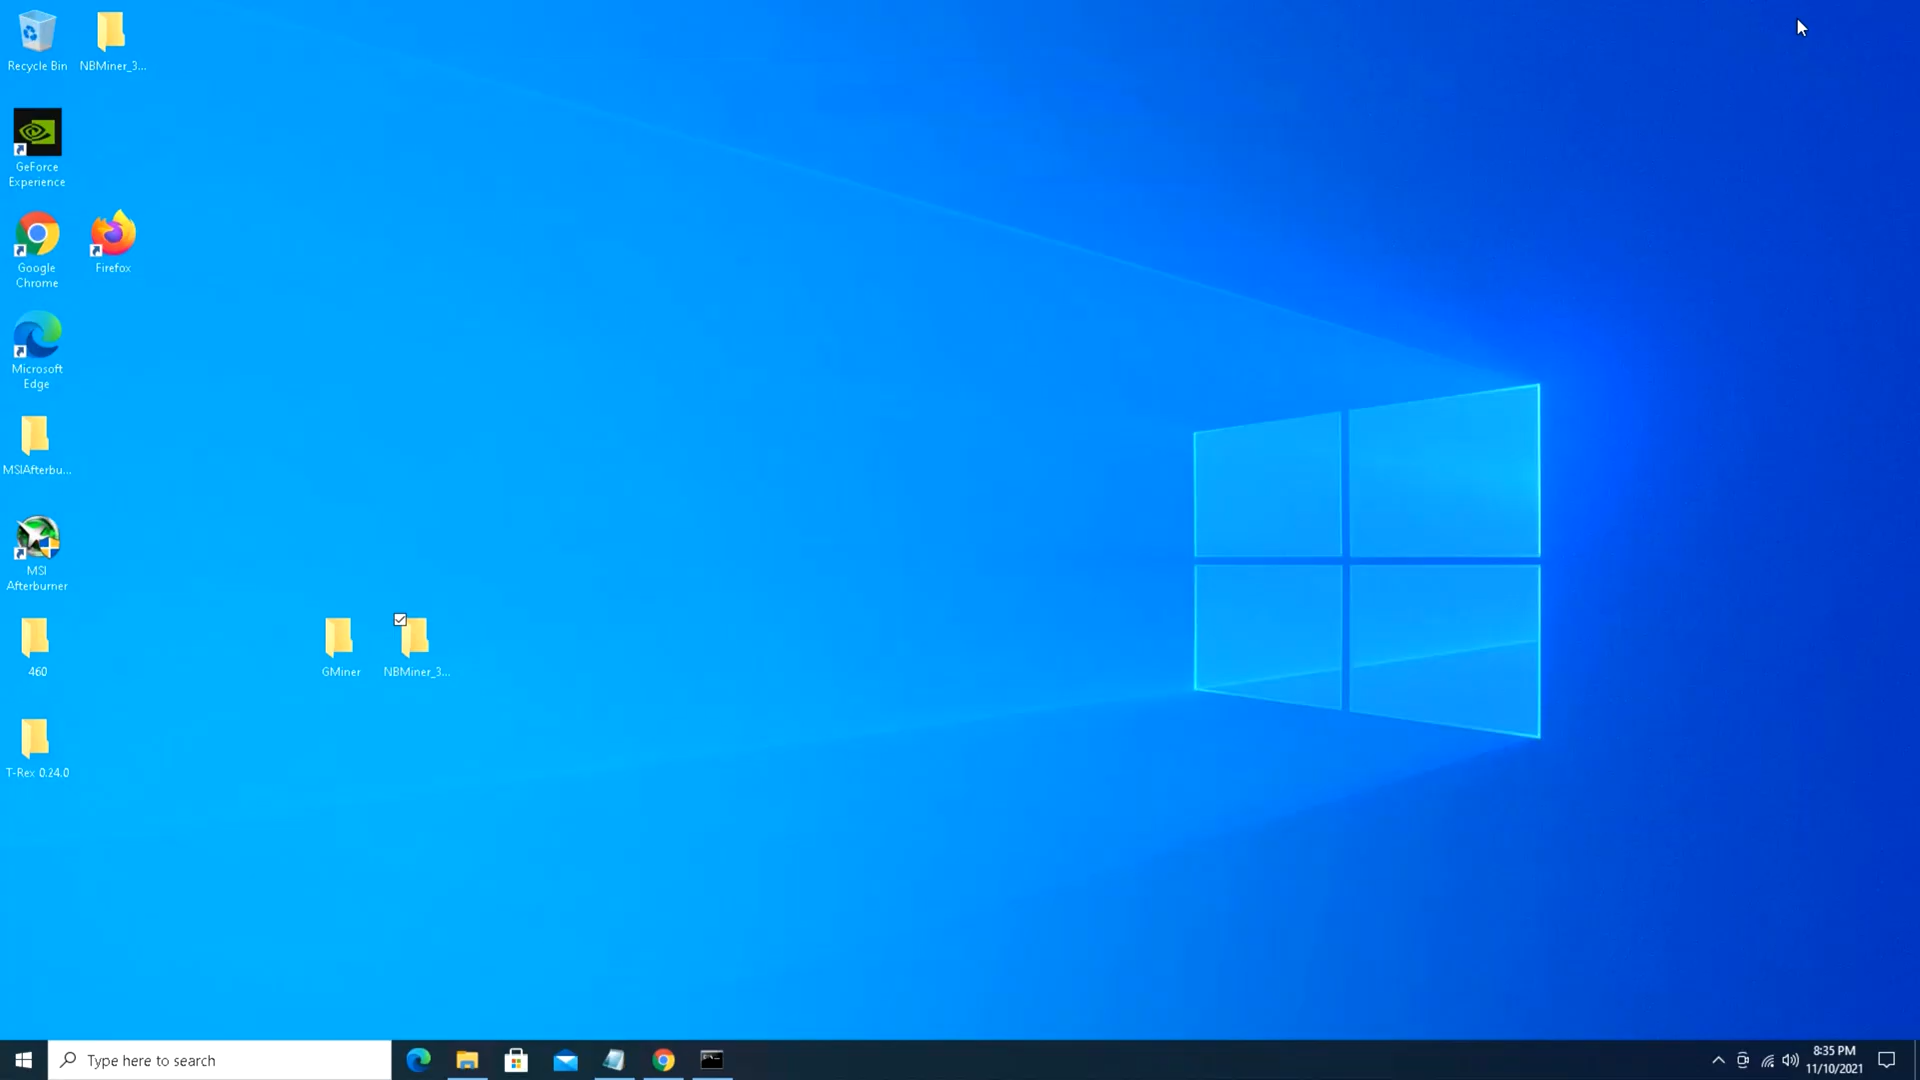 Recycle Bin
NBMiner_3...
GeForce
Experience
Google
Chrome
Firefox
Microsoft
Edge
MSIAfterbu...
MSI
Afterburner
460
GMiner
NBMiner_3...
T-Rex 0.24.0
Type here to search
8:35 PM
11/10/2021